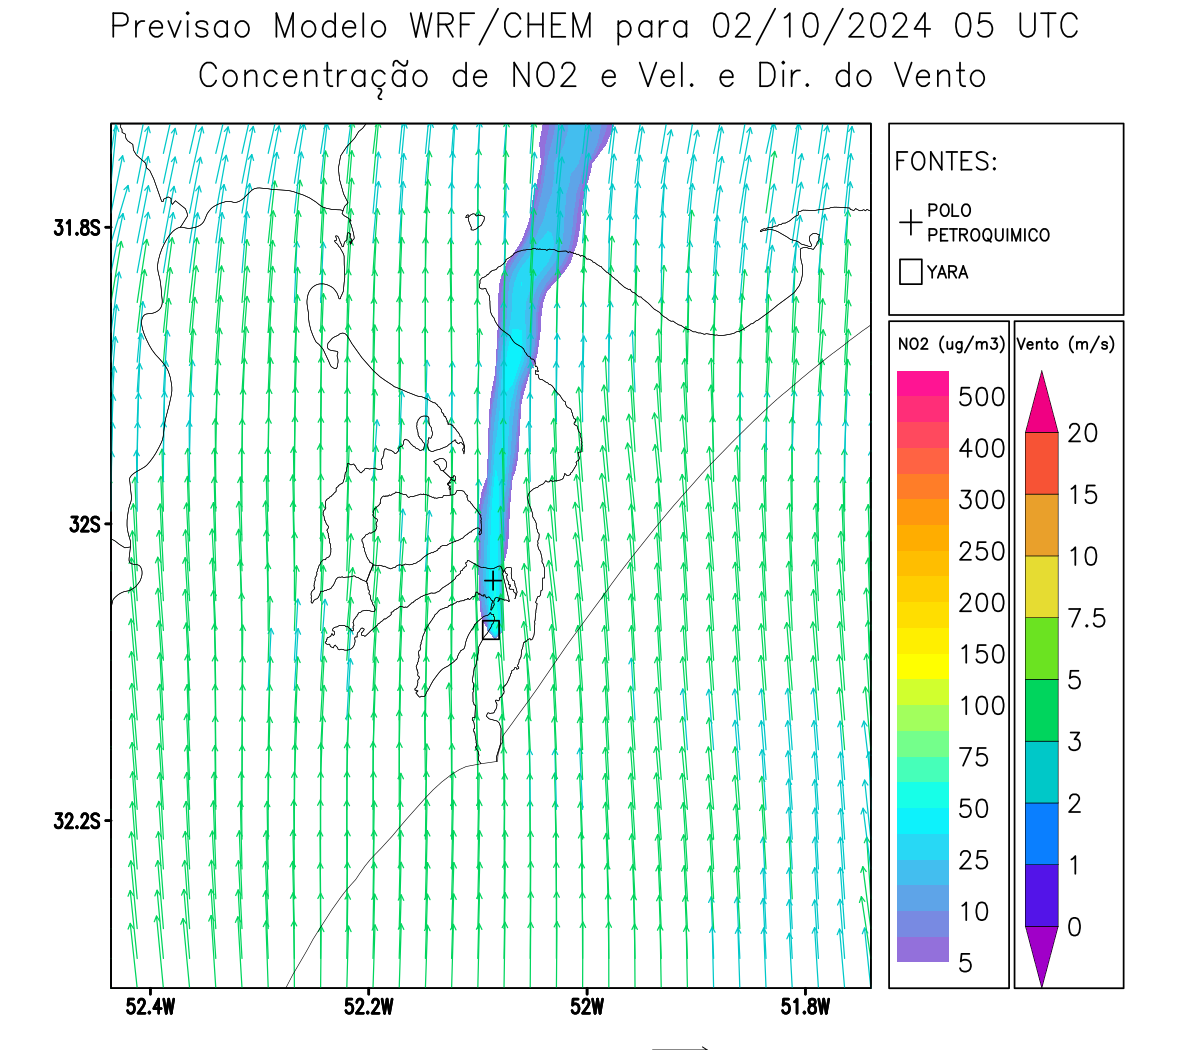 Previsao Modelo WRF/CHEM para 02/10/2024 05 UTC
Concentração de NO2 e Vel. e Dir. do Vento
FONTES:
POLO
PETROQUIMICO
YARA
31.8S
32S
32.2S
52.4W
52.2W
52W
51.8W
NO2 (ug/m3)
500
400
300
250
200
150
100
75
50
25
10
5
Vento (m/s)
20
15
10
7.5
5
3
2
1
0